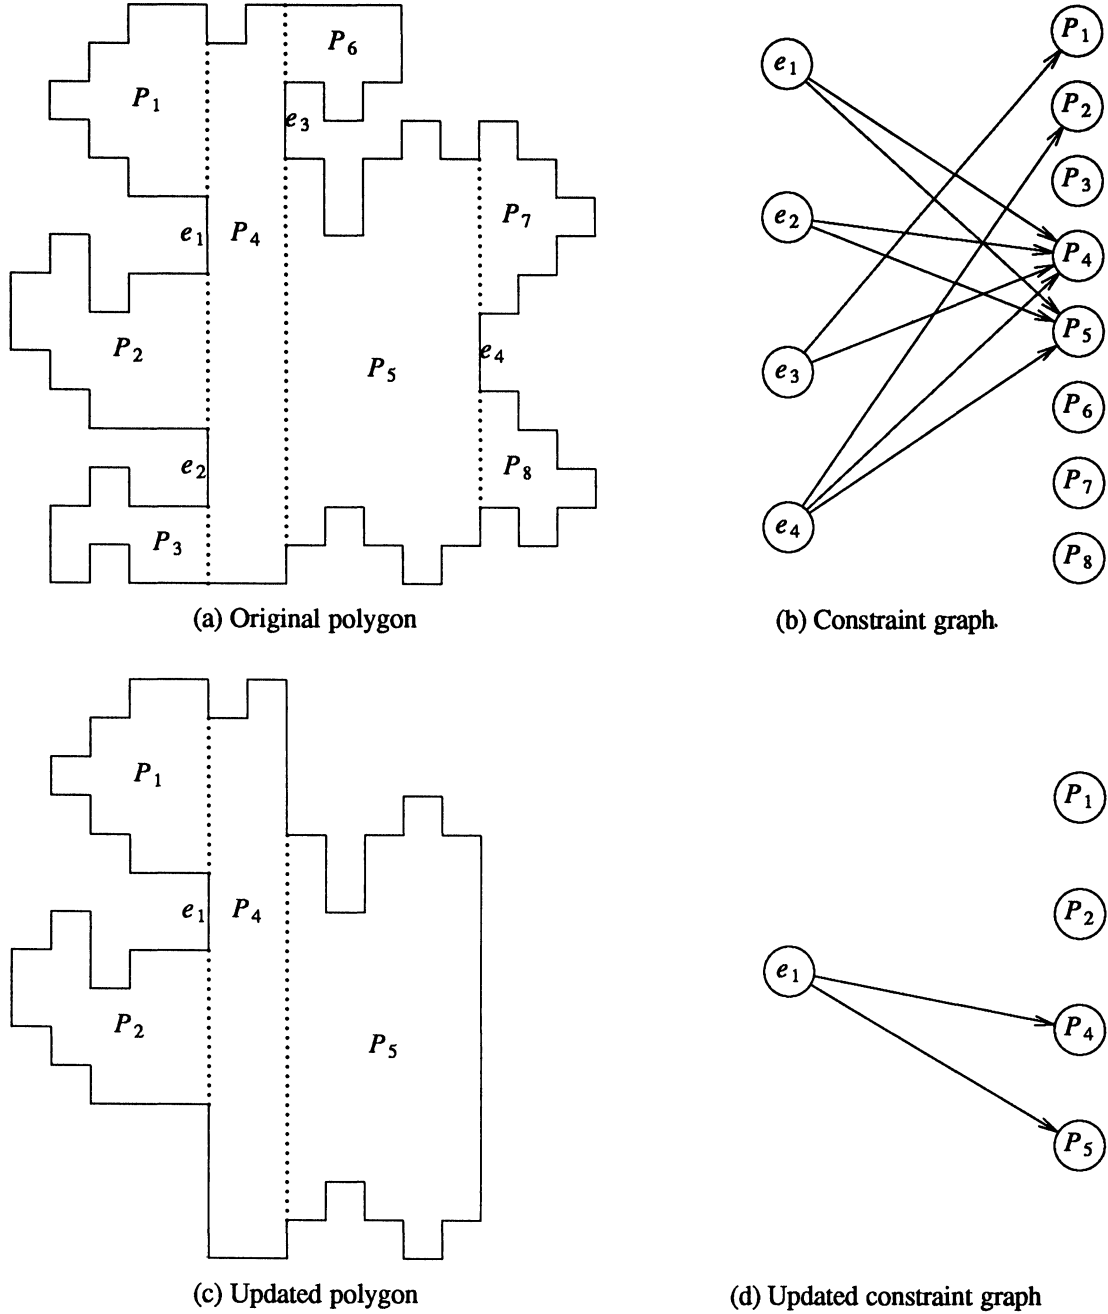 P6
P1
e3
P7
e1
P4
P2
e4
P5
e2
P8
P3
(a) Original polygon
P1
e1
P2
P3
e2
P4
P5
e3
P6
P7
e4
P8
(b) Constraint graph.
P1
e1
P4
P2
P5
(c) Updated polygon
P1
P2
e1
P4
P5
(d) Updated constraint graph